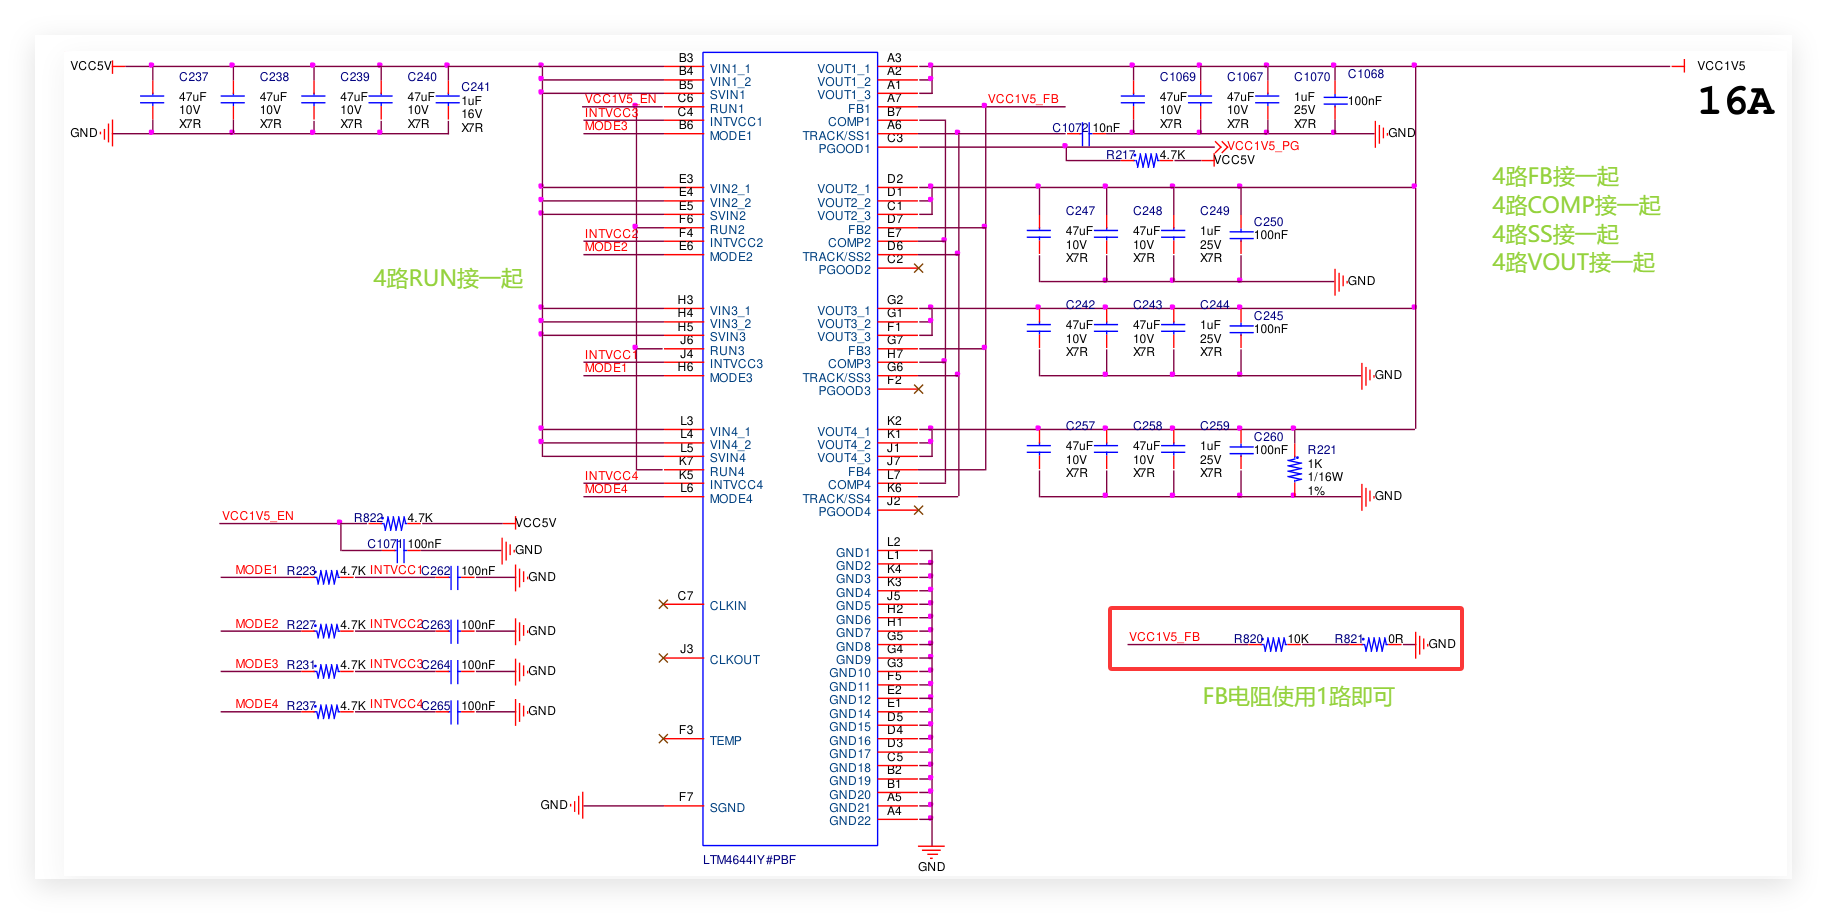 VCC5V
C237
47uF
10V
X7R
C238
47uF
10V
X7R
C239
47uF
10V
X7R
C240
47uF
10V
X7R
C241
1uF
16V
X7R
GND
VCC1V5_EN
INTVCC3
MODE3
INTVCC2
MODE2
INTVCC1
MODE1
INTVCC4
MODE4
4路RUN接一起
B3 VIN1_1
B4 VIN1_2
B5 SVIN1
C6 RUN1
C4 INTVCC1
B6 MODE1
E3 VIN2_1
E4 VIN2_2
E5 SVIN2
F6 RUN2
F4 INTVCC2
E6 MODE2
H3 VIN3_1
H4 VIN3_2
H5 SVIN3
J6 RUN3
J4 INTVCC3
H6 MODE3
L3 VIN4_1
L4 VIN4_2
L5 SVIN4
K7 RUN4
K5 INTVCC4
L6 MODE4
C7 CLKIN
J3 CLKOUT
F3 TEMP
GND F7 SGND
VOUT1_1 A3
VOUT1_2 A2
VOUT1_3 A1
FB1 A7
COMP1 B7
TRACK/SS1 A6
PGOOD1 C3
VOUT2_1 D2
VOUT2_2 D1
VOUT2_3 C1
FB2 D7
COMP2 E7
TRACK/SS2 D6
PGOOD2 C2
VOUT3_1 G2
VOUT3_2 G1
VOUT3_3 F1
FB3 G7
COMP3 H7
TRACK/SS3 G6
PGOOD3 F2
VOUT4_1 K2
VOUT4_2 K1
VOUT4_3 J1
FB4 J7
COMP4 L7
TRACK/SS4 K6
PGOOD4 J2
GND1 L2
GND2 L1
GND3 K4
GND4 K3
GND5 J5
GND6 H2
GND7 H1
GND8 G5
GND9 G4
GND10 G3
GND11 F5
GND12 E2
GND14 E1
GND15 D5
GND16 D4
GND17 D3
GND18 C5
GND19 B2
GND20 B1
GND21 A5
GND22 A4
GND
LTM4644IY#PBF
VCC1V5_FB
C1069
47uF
10V
X7R
C1067
47uF
10V
X7R
C1070
1uF
25V
X7R
C1068
100nF
VCC1V5
16A
GND
C1072 10nF
VCC1V5_PG
R217 4.7K VCC5V
C247
47uF
10V
X7R
C248
47uF
10V
X7R
C249
1uF
25V
X7R
C250
100nF
GND
C242
47uF
10V
X7R
C243
47uF
10V
X7R
C244
1uF
25V
X7R
C245
100nF
GND
C257
47uF
10V
X7R
C258
47uF
10V
X7R
C259
1uF
25V
X7R
C260
100nF
R221
1K
1/16W
1%
GND
4路FB接一起
4路COMP接一起
4路SS接一起
4路VOUT接一起
VCC1V5_EN R822 4.7K VCC5V
C1071 100nF GND
MODE1 R223 4.7K INTVCC1 C262 100nF GND
MODE2 R227 4.7K INTVCC2 C263 100nF GND
MODE3 R231 4.7K INTVCC3 C264 100nF GND
MODE4 R237 4.7K INTVCC4 C265 100nF GND
VCC1V5_FB R820 10K R821 0R GND
FB电阻使用1路即可